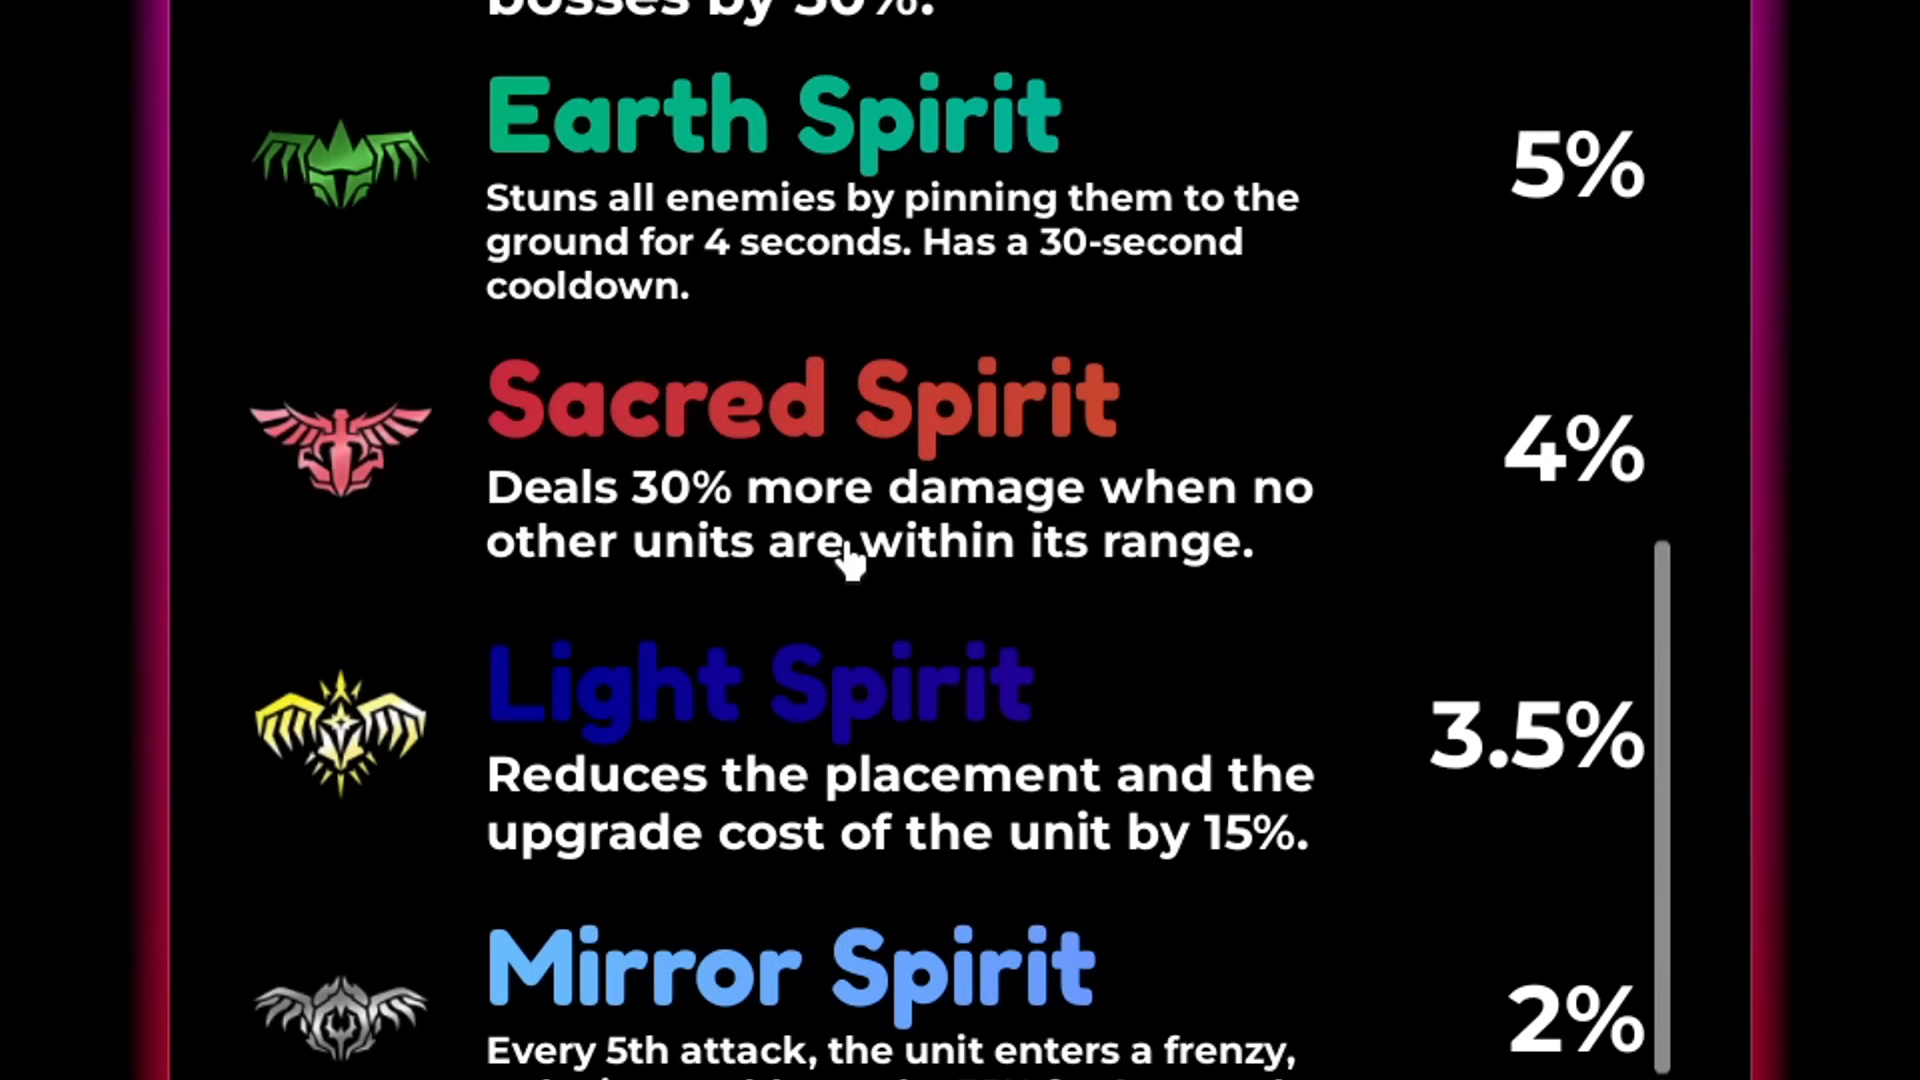 bosses by 30%.
Earth Spirit
5%
Stuns all enemies by pinning them to the
ground for 4 seconds. Has a 30-second
cooldown.
Sacred Spirit
4%
Deals 30% more damage when no
other units are within its range.
Light Spirit
3.5%
Reduces the placement and the
upgrade cost of the unit by 15%.
Mirror Spirit
2%
Every 5th attack, the unit enters a frenzy,